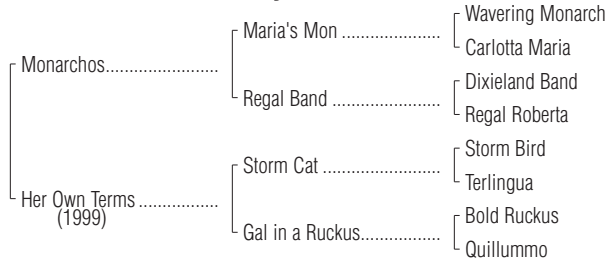 Wavering Monarch
Maria's Mon ....................
Carlotta Maria
Monarchos.......................
Dixieland Band
Regal Band ......................
Regal Roberta
Storm Bird
Storm Cat ........................
Terlingua
Her Own Terms ................
(1999)
Bold Ruckus
Gal in a Ruckus................
Quillummo